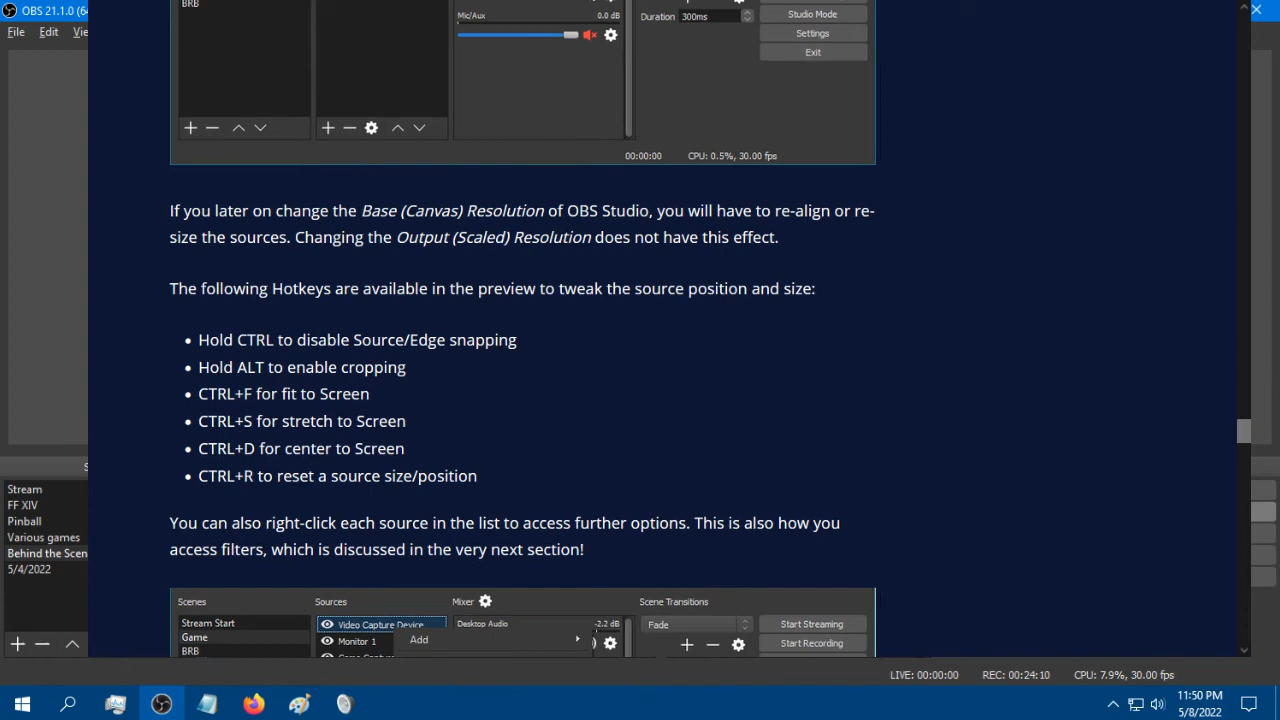 OBS 21.1.0 (64
BRB
Mic/Aux
0.0 dB
Duration
300ms
Studio Mode
File
Edit
Vie
Settings
Exit
00:00:00
CPU: 0.5%, 30.00 fps
If you later on change the Base (Canvas) Resolution of OBS Studio, you will have to re-align or re-
size the sources. Changing the Output (Scaled) Resolution does not have this effect.
The following Hotkeys are available in the preview to tweak the source position and size:
Hold CTRL to disable Source/Edge snapping
Hold ALT to enable cropping
CTRL+F for fit to Screen
CTRL+S for stretch to Screen
CTRL+D for center to Screen
CTRL+R to reset a source size/position
S
Stream
FF XIV
Pinball
Various games
Behind the Scen
5/4/2022
You can also right-click each source in the list to access further options. This is also how you
access filters, which is discussed in the very next section!
Scenes
Sources
Mixer
Scene Transitions
Stream Start
Video Capture Device
Desktop Audio
-2.2 dB
Fade
Start Streaming
Game
Monitor 1
Add
Start Recording
BRB
LIVE: 00:00:00
REC: 00:24:10
CPU: 7.9%, 30.00 fps
11:50 PM
5/8/2022